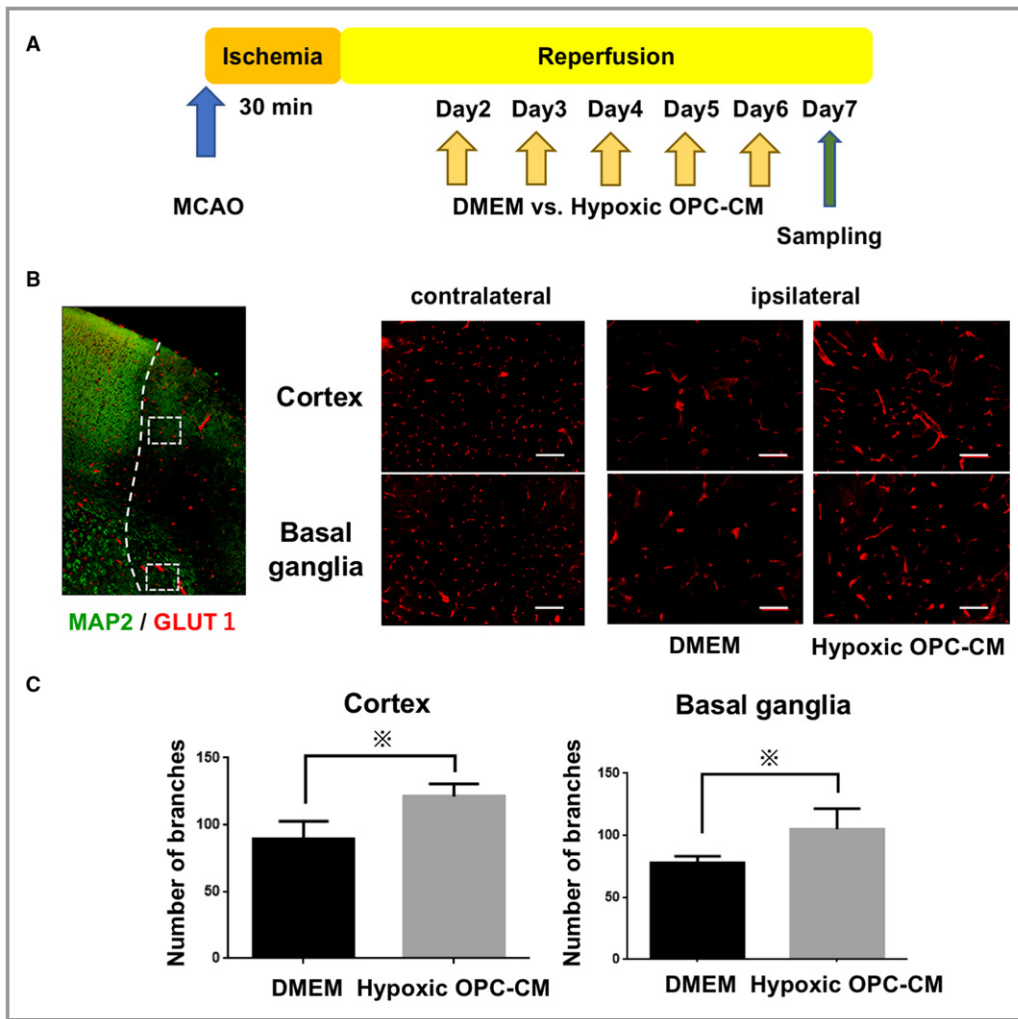 A
Ischemia
Reperfusion
30 min
Day2 Day3 Day4 Day5 Day6 Day7
MCAO
DMEM vs. Hypoxic OPC-CM
Sampling
B
contralateral
ipsilateral
Cortex
Basal
ganglia
MAP2 / GLUT 1
DMEM
Hypoxic OPC-CM
C
Cortex
※
Number of branches
150
100
50
0
DMEM
Hypoxic OPC-CM
Basal ganglia
※
Number of branches
150
100
50
0
DMEM
Hypoxic OPC-CM